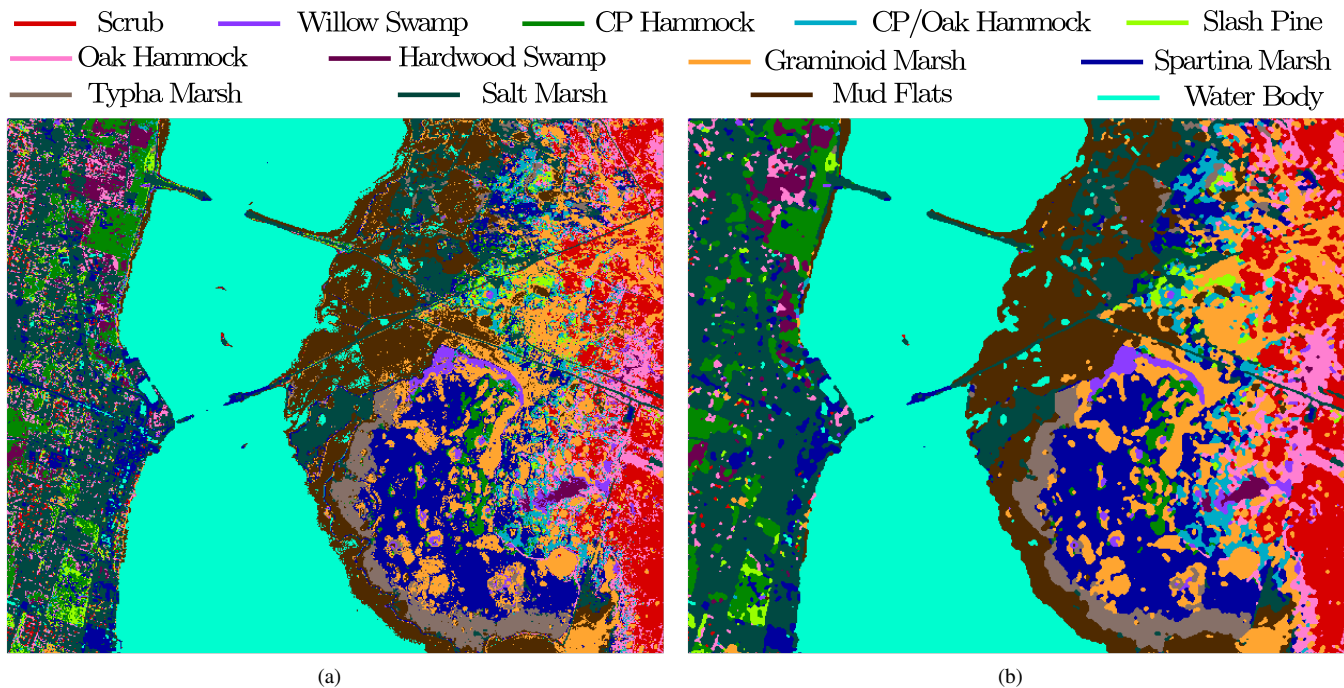 Scrub Willow Swamp CP Hammock CP/Oak Hammock Slash Pine
Oak Hammock Hardwood Swamp Graminoid Marsh Spartina Marsh
Typha Marsh Salt Marsh Mud Flats Water Body
(a) (b)